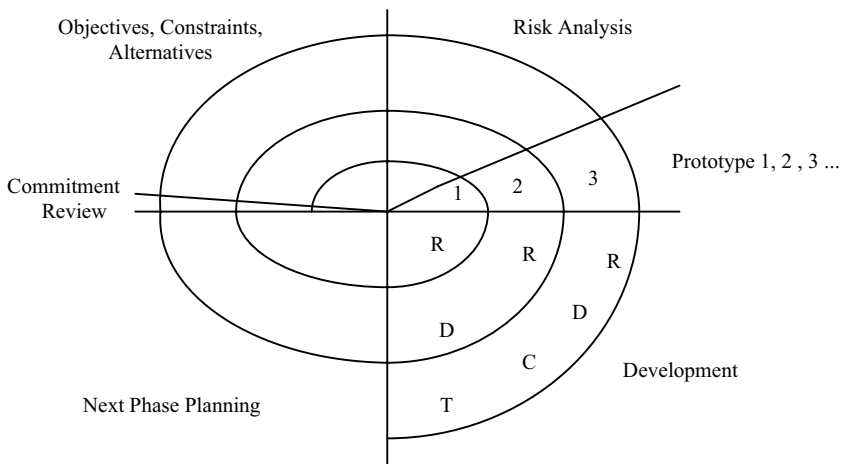 Objectives, Constraints,
Alternatives
Risk Analysis
Commitment
Review
Prototype 1, 2 , 3 ...
1
2
3
R
R
R
D
D
C
T
Development
Next Phase Planning